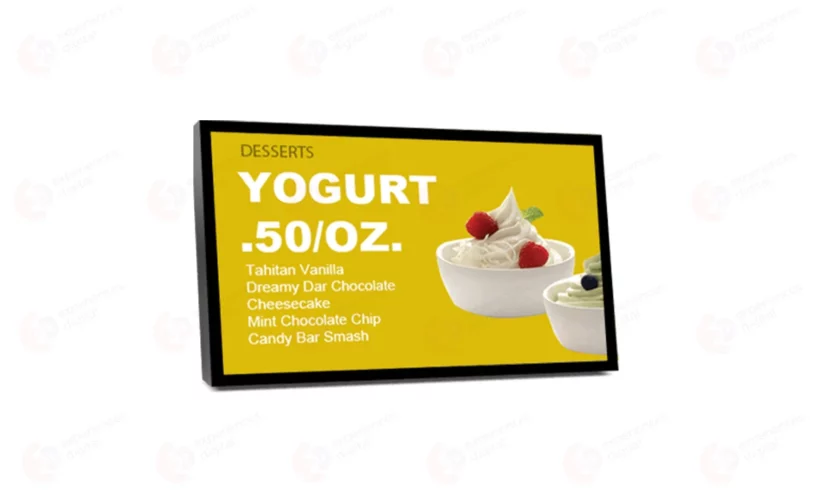 DESSERTS
YOGURT
.50/OZ.
Tahitan Vanilla
Dreamy Dar Chocolate
Cheesecake
Mint Chocolate Chip
Candy Bar Smash